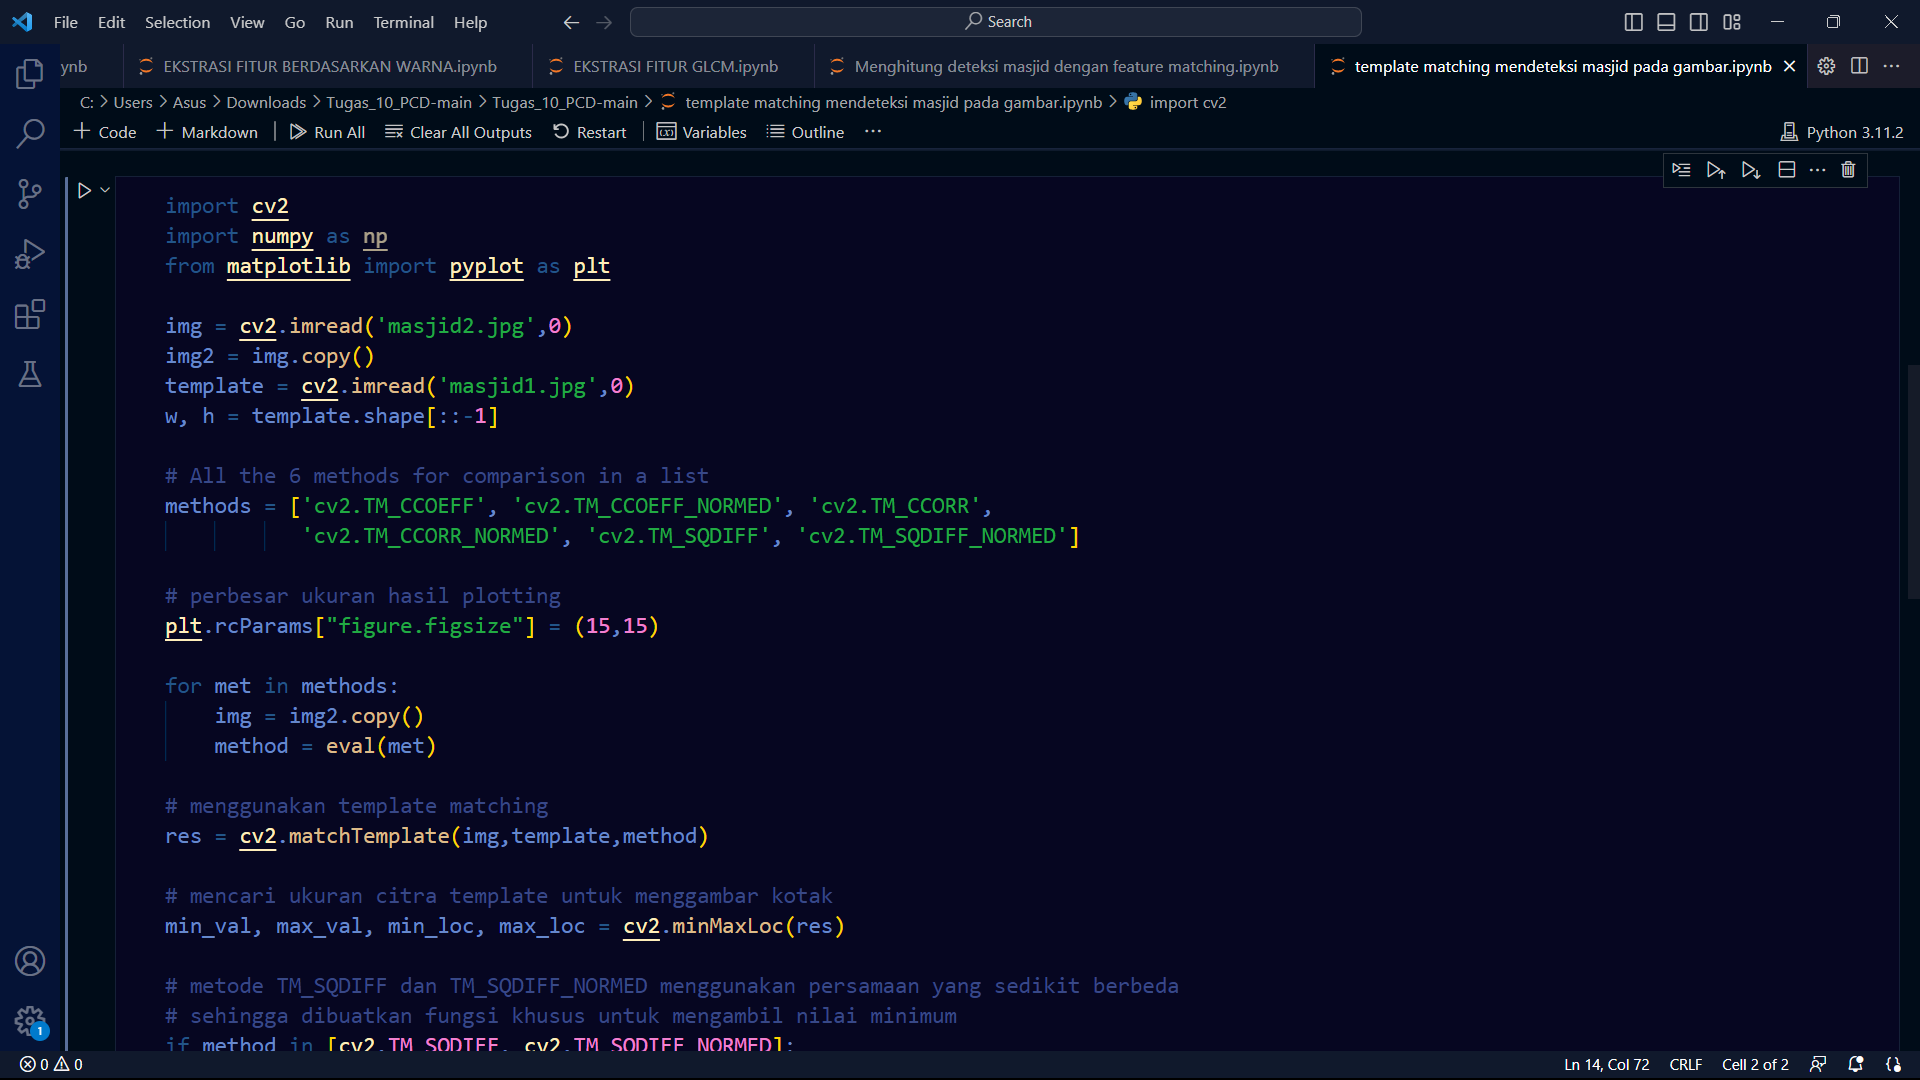 File Edit Selection View Go Run Terminal Help
Search
ynb
EKSTRASI FITUR BERDASARKAN WARNA.ipynb
EKSTRASI FITUR GLCM.ipynb
Menghitung deteksi masjid dengan feature matching.ipynb
template matching mendeteksi masjid pada gambar.ipynb
C: > Users > Asus > Downloads > Tugas_10_PCD-main > Tugas_10_PCD-main > template matching mendeteksi masjid pada gambar.ipynb > import cv2
+ Code + Markdown | Run All Clear All Outputs Restart | Variables Outline ...
Python 3.11.2
import cv2
import numpy as np
from matplotlib import pyplot as plt
img = cv2.imread('masjid2.jpg',0)
img2 = img.copy()
template = cv2.imread('masjid1.jpg',0)
w, h = template.shape[::-1]
# All the 6 methods for comparison in a list
methods = ['cv2.TM_CCOEFF', 'cv2.TM_CCOEFF_NORMED', 'cv2.TM_CCORR',
'cv2.TM_CCORR_NORMED', 'cv2.TM_SQDIFF', 'cv2.TM_SQDIFF_NORMED']
# perbesar ukuran hasil plotting
plt.rcParams["figure.figsize"] = (15,15)
for met in methods:
img = img2.copy()
method = eval(met)
# menggunakan template matching
res = cv2.matchTemplate(img,template,method)
# mencari ukuran citra template untuk menggambar kotak
min_val, max_val, min_loc, max_loc = cv2.minMaxLoc(res)
# metode TM_SQDIFF dan TM_SQDIFF_NORMED menggunakan persamaan yang sedikit berbeda
# sehingga dibuatkan fungsi khusus untuk mengambil nilai minimum
if method in [cv2.TM_SQDIFF, cv2.TM_SQDIFF_NORMED]:
1
0 0
Ln 14, Col 72 CRLF Cell 2 of 2